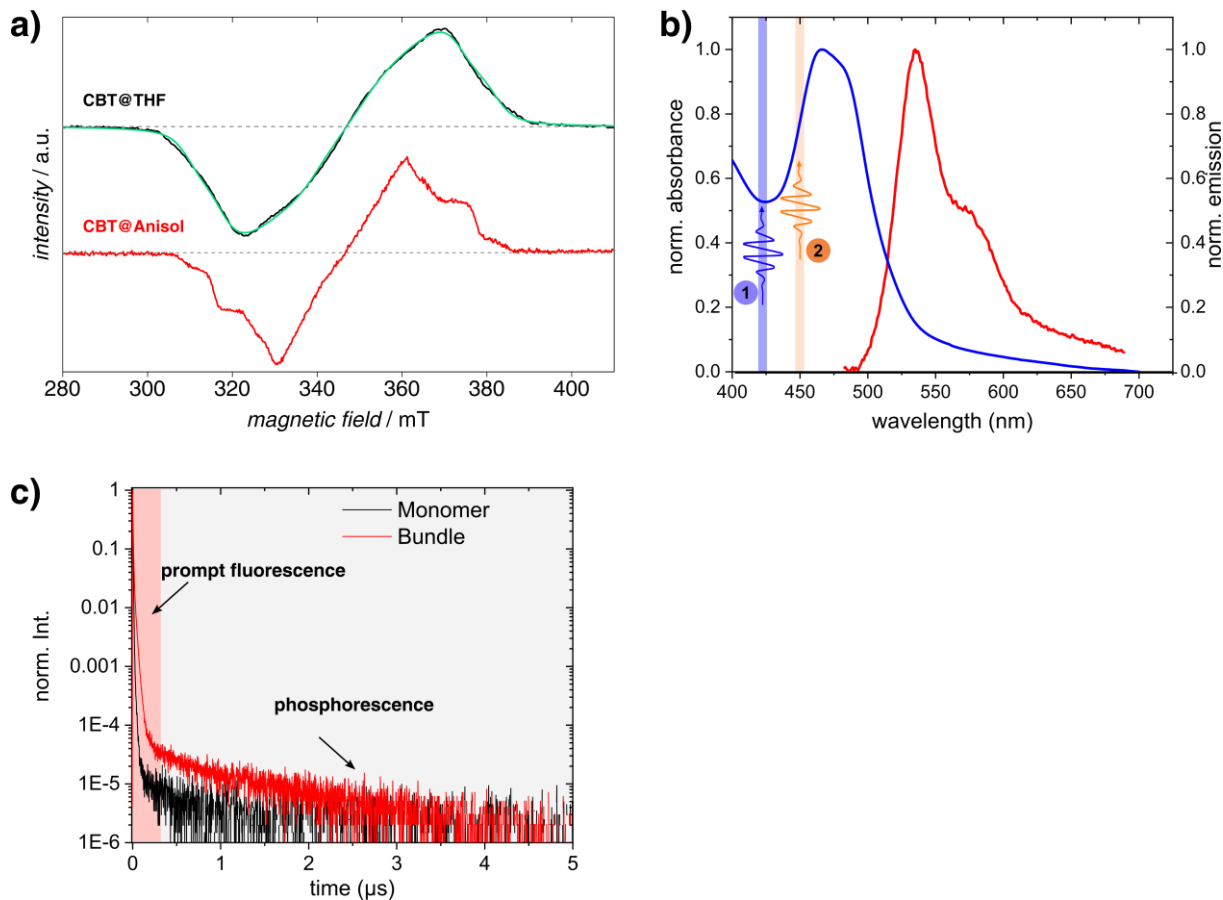 a)
CBT@THF
CBT@Anisol
intensity / a.u.
280 300 320 340 360 380 400
magnetic field / mT
b)
1.0
0.8
0.6
0.4
0.2
0.0
norm. absorbance
1
2
1.0
0.8
0.6
0.4
0.2
0.0
norm. emission
400 450 500 550 600 650 700
wavelength (nm)
c)
Monomer
Bundle
prompt fluorescence
phosphorescence
1
0.1
0.01
0.001
1E-4
1E-5
1E-6
norm. Int.
0 1 2 3 4 5
time (μs)